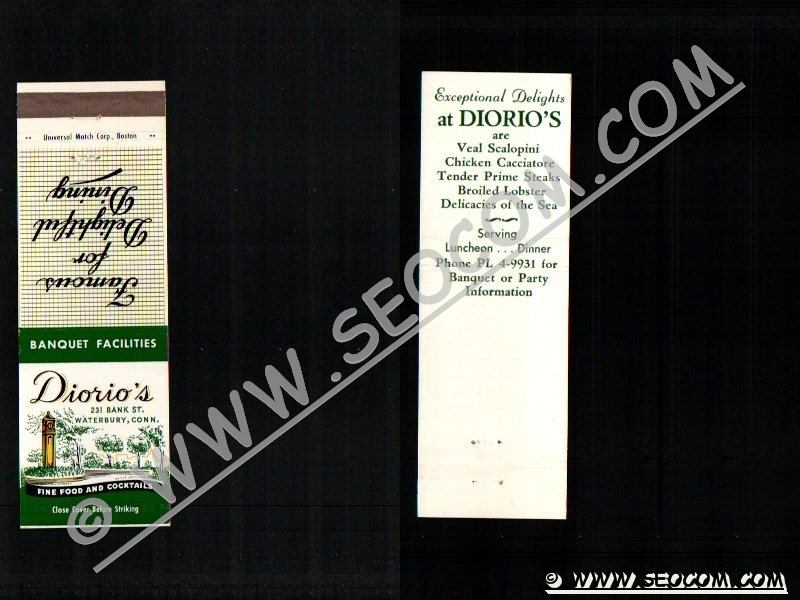 Universal Match Corp., Boston
Famous
for
Delightful
Dining
BANQUET FACILITIES
Diorio's
231 BANK ST.
WATERBURY, CONN.
FINE FOOD AND COCKTAILS
Close Cover Before Striking
Exceptional Delights
at DIORIO'S
are
Veal Scalopini
Chicken Cacciatore
Tender Prime Steaks
Broiled Lobster
Delicacies of the Sea
Serving
Luncheon . . . Dinner
Phone PL 4-9931 for
Banquet or Party
Information
© WWW.SEOCOM.COM
© WWW.SEOCOM.COM